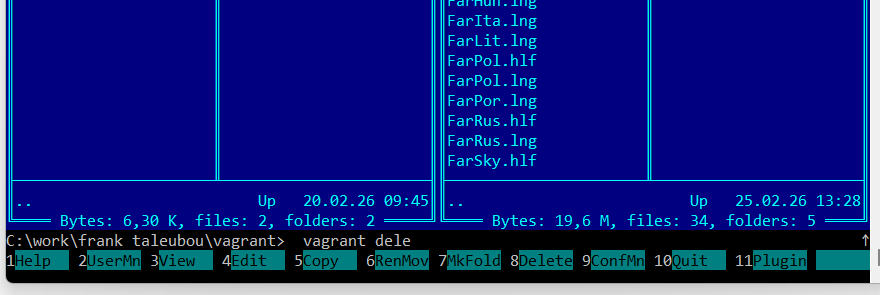 FarHun.lng
FarIta.lng
FarLit.lng
FarPol.hlf
FarPol.lng
FarPor.lng
FarRus.hlf
FarRus.lng
FarSky.hlf
.. Up 20.02.26 09:45 .. Up 25.02.26 13:28
Bytes: 6,30 K, files: 2, folders: 2 Bytes: 19,6 M, files: 34, folders: 5
C:\work\frank taleubou\vagrant> vagrant dele ↑
1Help 2UserMn 3View 4Edit 5Copy 6RenMov 7MkFold 8Delete 9ConfMn 10Quit 11Plugin